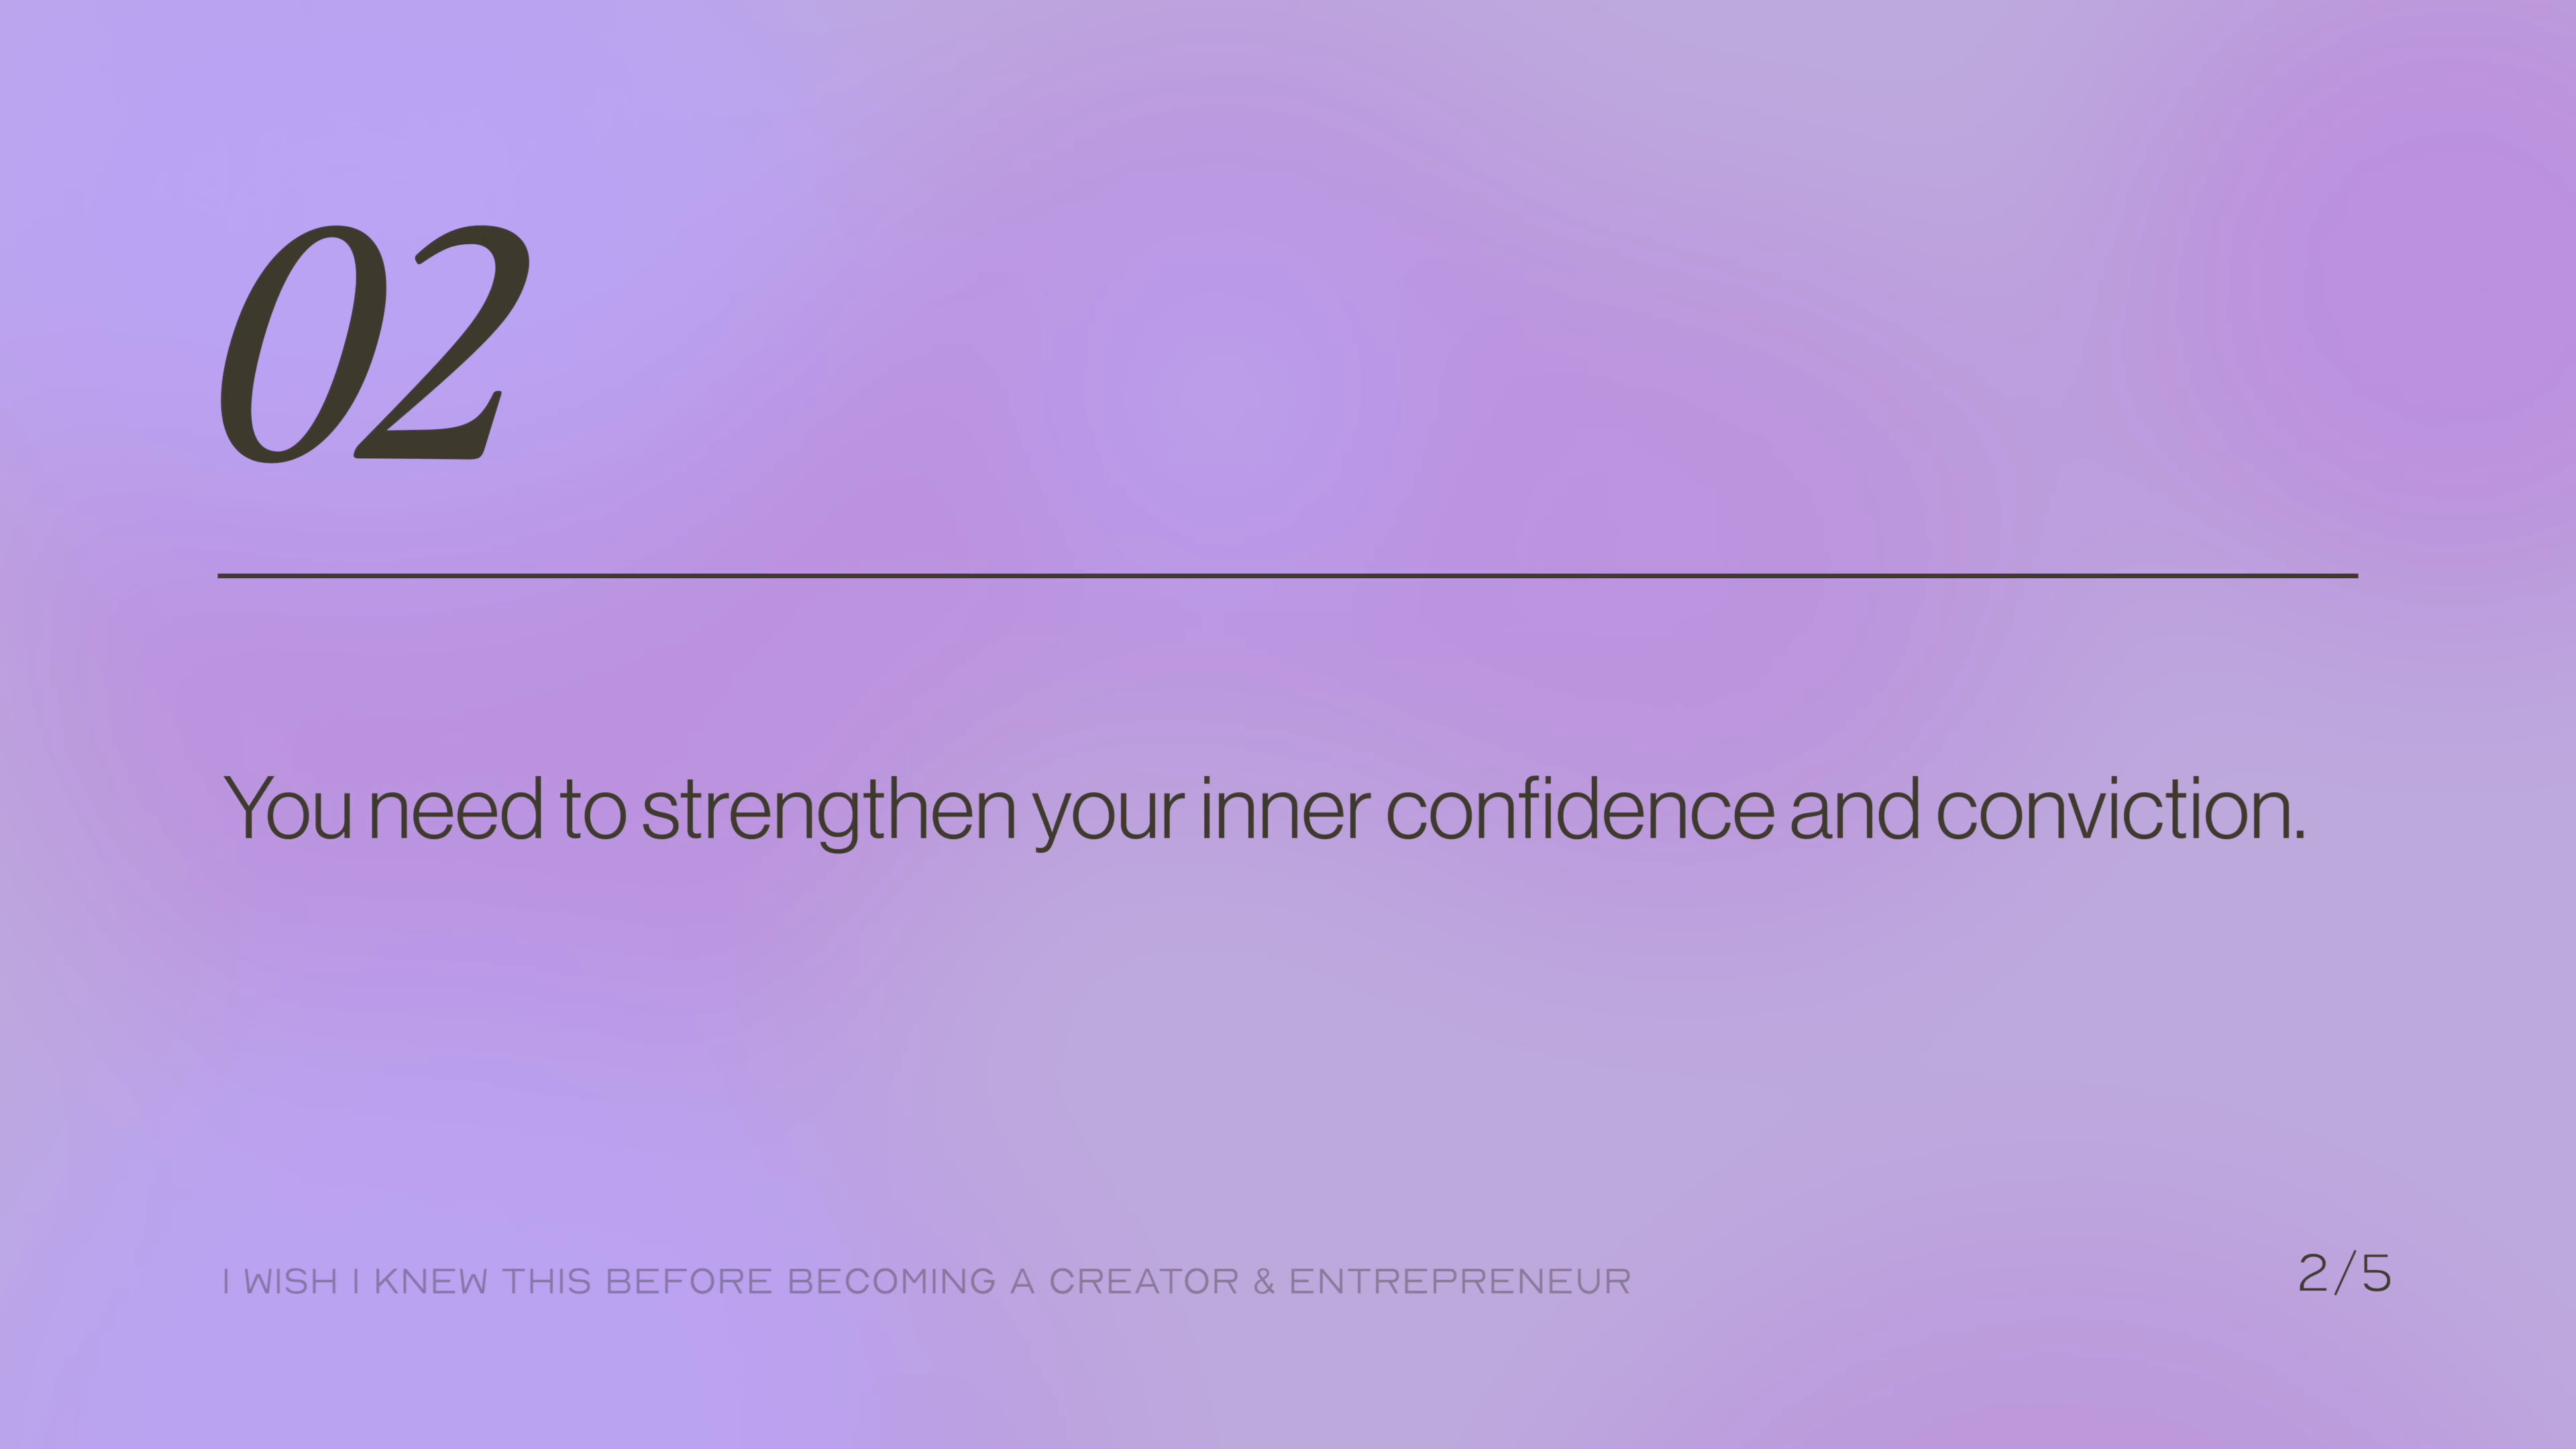 02
You need to strengthen your inner confidence and conviction.
I WISH I KNEW THIS BEFORE BECOMING A CREATOR & ENTREPRENEUR
2/5